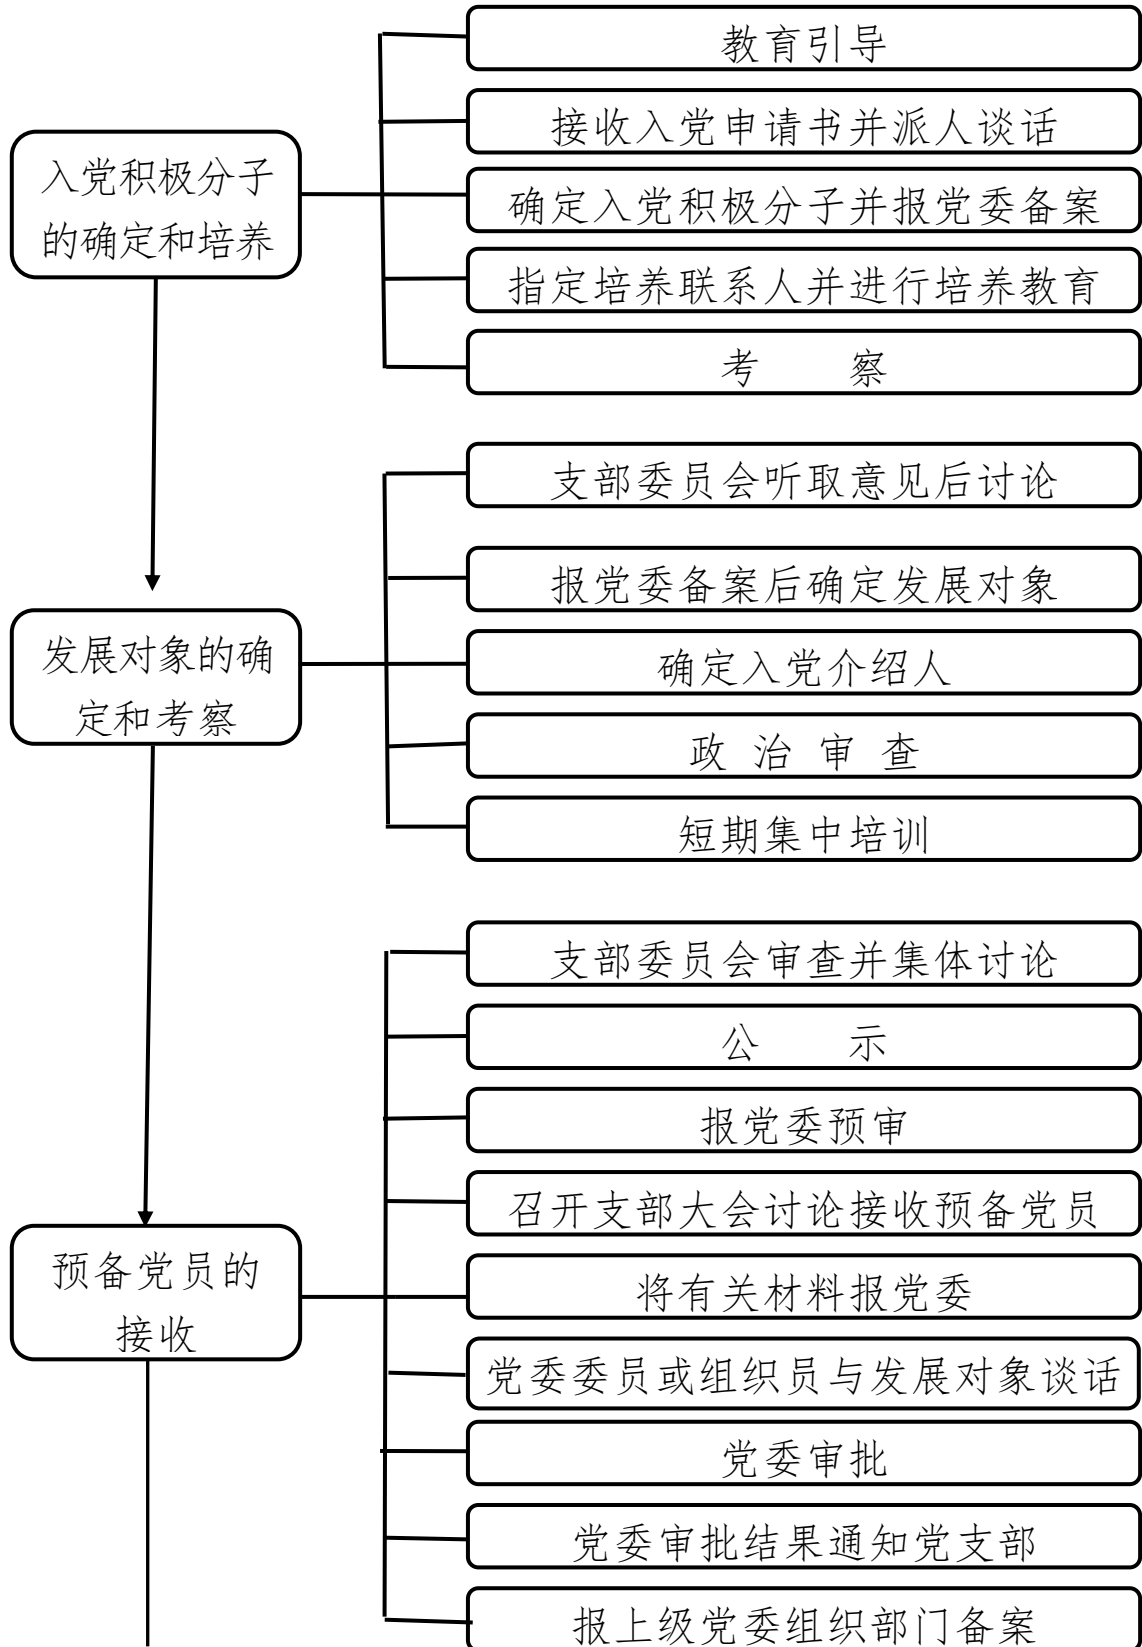 入党积极分子
的确定和培养
教育引导
接收入党申请书并派人谈话
确定入党积极分子并报党委备案
指定培养联系人并进行培养教育
考 察
发展对象的确
定和考察
支部委员会听取意见后讨论
报党委备案后确定发展对象
确定入党介绍人
政 治 审 查
短期集中培训
预备党员的
接收
支部委员会审查并集体讨论
公 示
报党委预审
召开支部大会讨论接收预备党员
将有关材料报党委
党委委员或组织员与发展对象谈话
党委审批
党委审批结果通知党支部
报上级党委组织部门备案